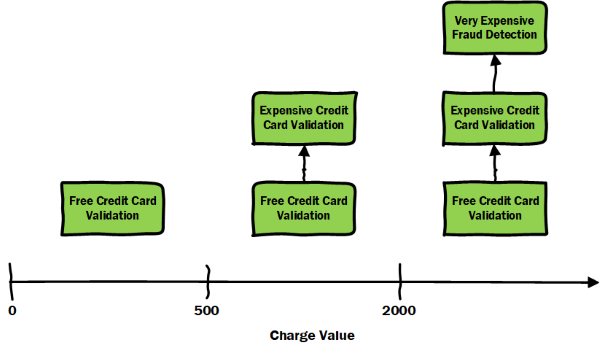 Very Expensive
Fraud Detection
Expensive Credit
Card Validation
Expensive Credit
Card Validation
Free Credit Card
Validation
Free Credit Card
Validation
Free Credit Card
Validation
0
500
2000
Charge Value